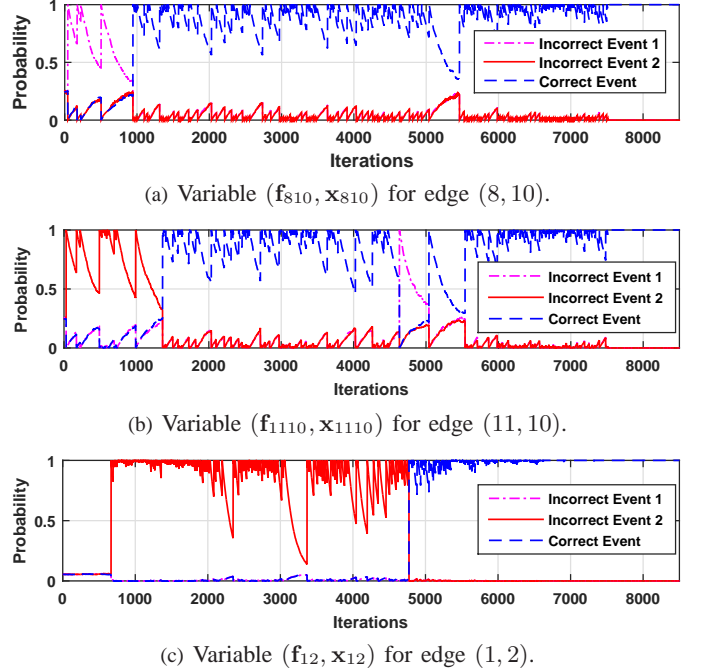 1
0.5
0
Probability
0 1000 2000 3000 4000 5000 6000 7000 8000
Iterations
Incorrect Event 1
Incorrect Event 2
Correct Event
(a) Variable (f₈₁₀, x₈₁₀) for edge (8, 10).
1
0.5
0
Probability
0 1000 2000 3000 4000 5000 6000 7000 8000
Iterations
Incorrect Event 1
Incorrect Event 2
Correct Event
(b) Variable (f₁₁₁₀, x₁₁₁₀) for edge (11, 10).
1
0.5
0
Probability
0 1000 2000 3000 4000 5000 6000 7000 8000
Iterations
Incorrect Event 1
Incorrect Event 2
Correct Event
(c) Variable (f₁₂, x₁₂) for edge (1, 2).